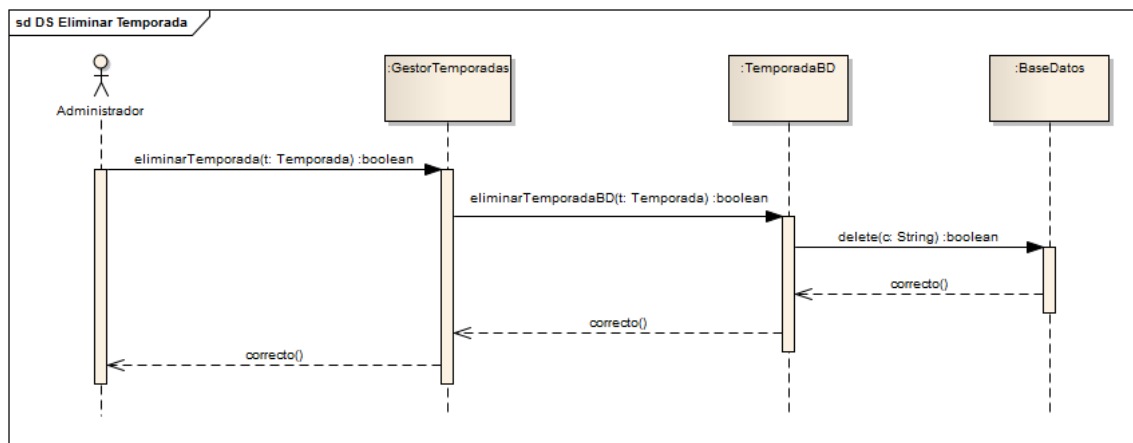 sd DS Eliminar Temporada
Administrador
:GestorTemporadas
:TemporadaBD
:BaseDatos
eliminarTemporada(t: Temporada) :boolean
eliminarTemporadaBD(t: Temporada) :boolean
delete(c: String) :boolean
correcto()
correcto()
correcto()